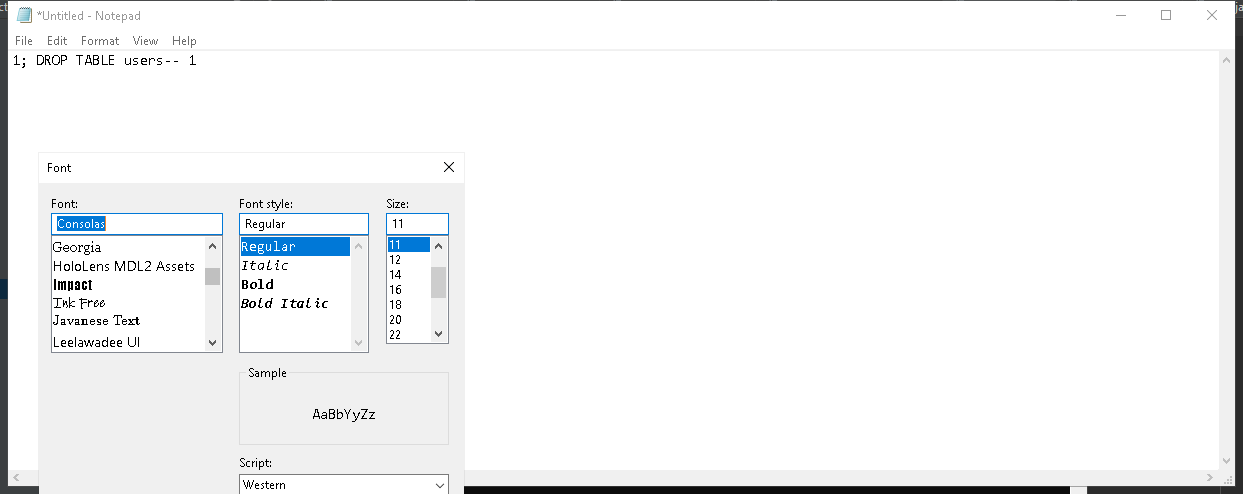 *Untitled - Notepad
File Edit Format View Help
1; DROP TABLE users-- 1
Font
Font: Font style: Size:
Consolas Regular 11
Georgia Regular 11
HoloLens MDL2 Assets Italic 12
Impact Bold 14
Ink Free Bold Italic 16
Javanese Text 18
Leelawadee UI 20
22
Sample
AaBbYyZz
Script:
Western